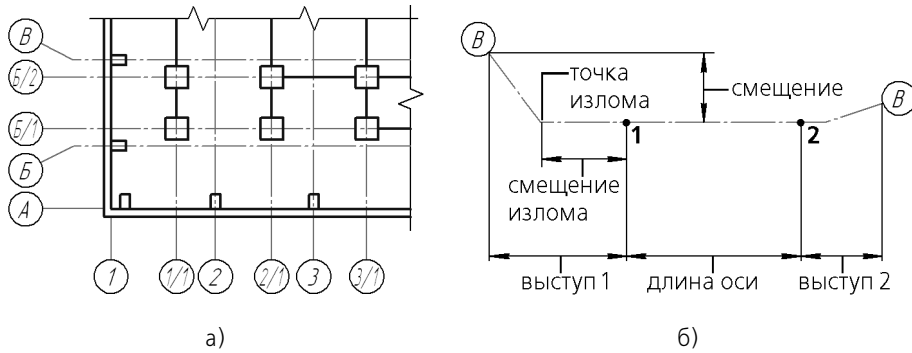 В
Б/2
Б/1
Б
А
1
1/1
2
2/1
3
3/1
а)
В
точка
излома
смещение
В
1
2
смещение
излома
выступ 1
длина оси
выступ 2
б)